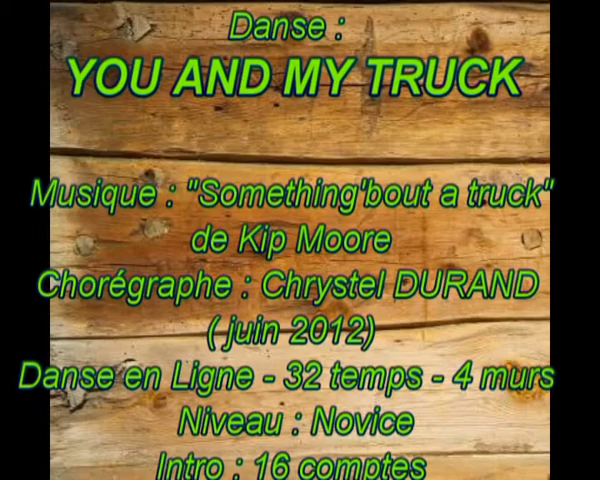 Danse :
YOU AND MY TRUCK
Musique : "Something'bout a truck"
de Kip Moore
Chorégraphe : Chrystel DURAND
( juin 2012)
Danse en Ligne - 32 temps - 4 murs
Niveau : Novice
Intro : 16 comptes